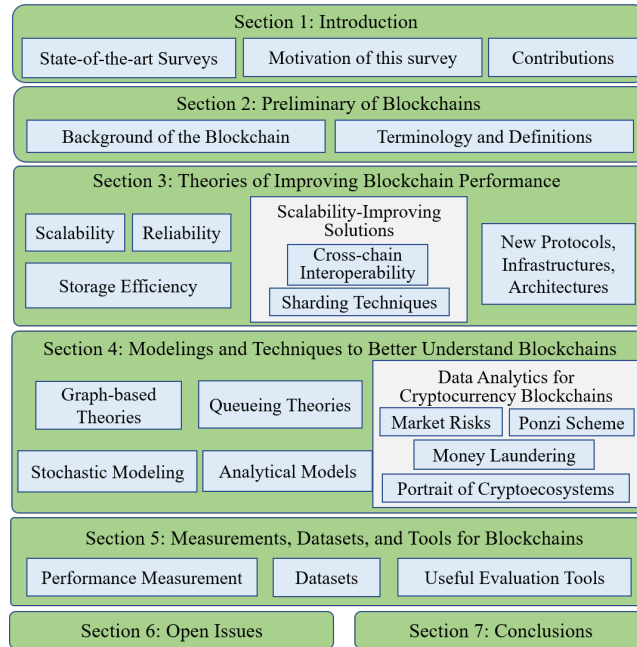 Section 1: Introduction
State-of-the-art Surveys
Motivation of this survey
Contributions
Section 2: Preliminary of Blockchains
Background of the Blockchain
Terminology and Definitions
Section 3: Theories of Improving Blockchain Performance
Scalability
Reliability
Storage Efficiency
Scalability-Improving
Solutions
Cross-chain
Interoperability
Sharding Techniques
New Protocols,
Infrastructures,
Architectures
Section 4: Modelings and Techniques to Better Understand Blockchains
Graph-based
Theories
Queueing Theories
Stochastic Modeling
Analytical Models
Data Analytics for
Cryptocurrency Blockchains
Market Risks
Ponzi Scheme
Money Laundering
Portrait of Cryptoecosystems
Section 5: Measurements, Datasets, and Tools for Blockchains
Performance Measurement
Datasets
Useful Evaluation Tools
Section 6: Open Issues
Section 7: Conclusions